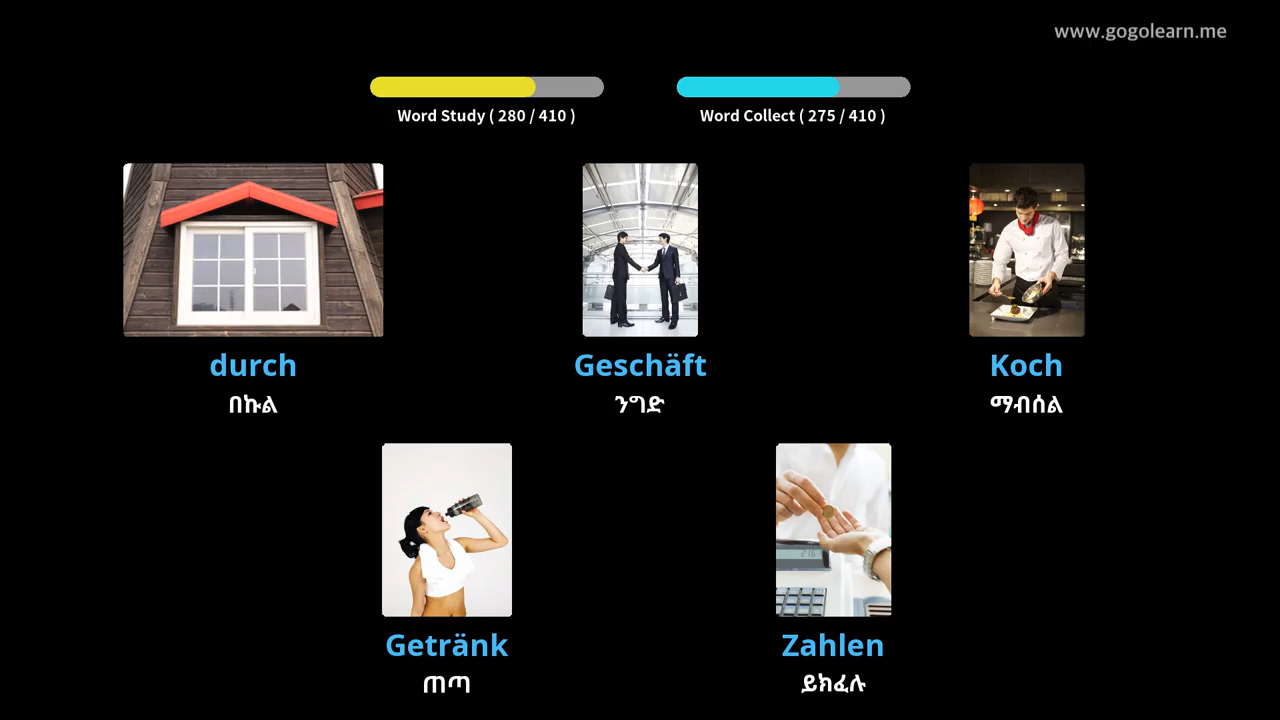 www.gogolearn.me
Word Study ( 280 / 410 )
Word Collect ( 275 / 410 )
durch
Geschäft
Koch
በኩል
ንግድ
ማብሰል
Getränk
Zahlen
ጠጣ
ይክፈሉ